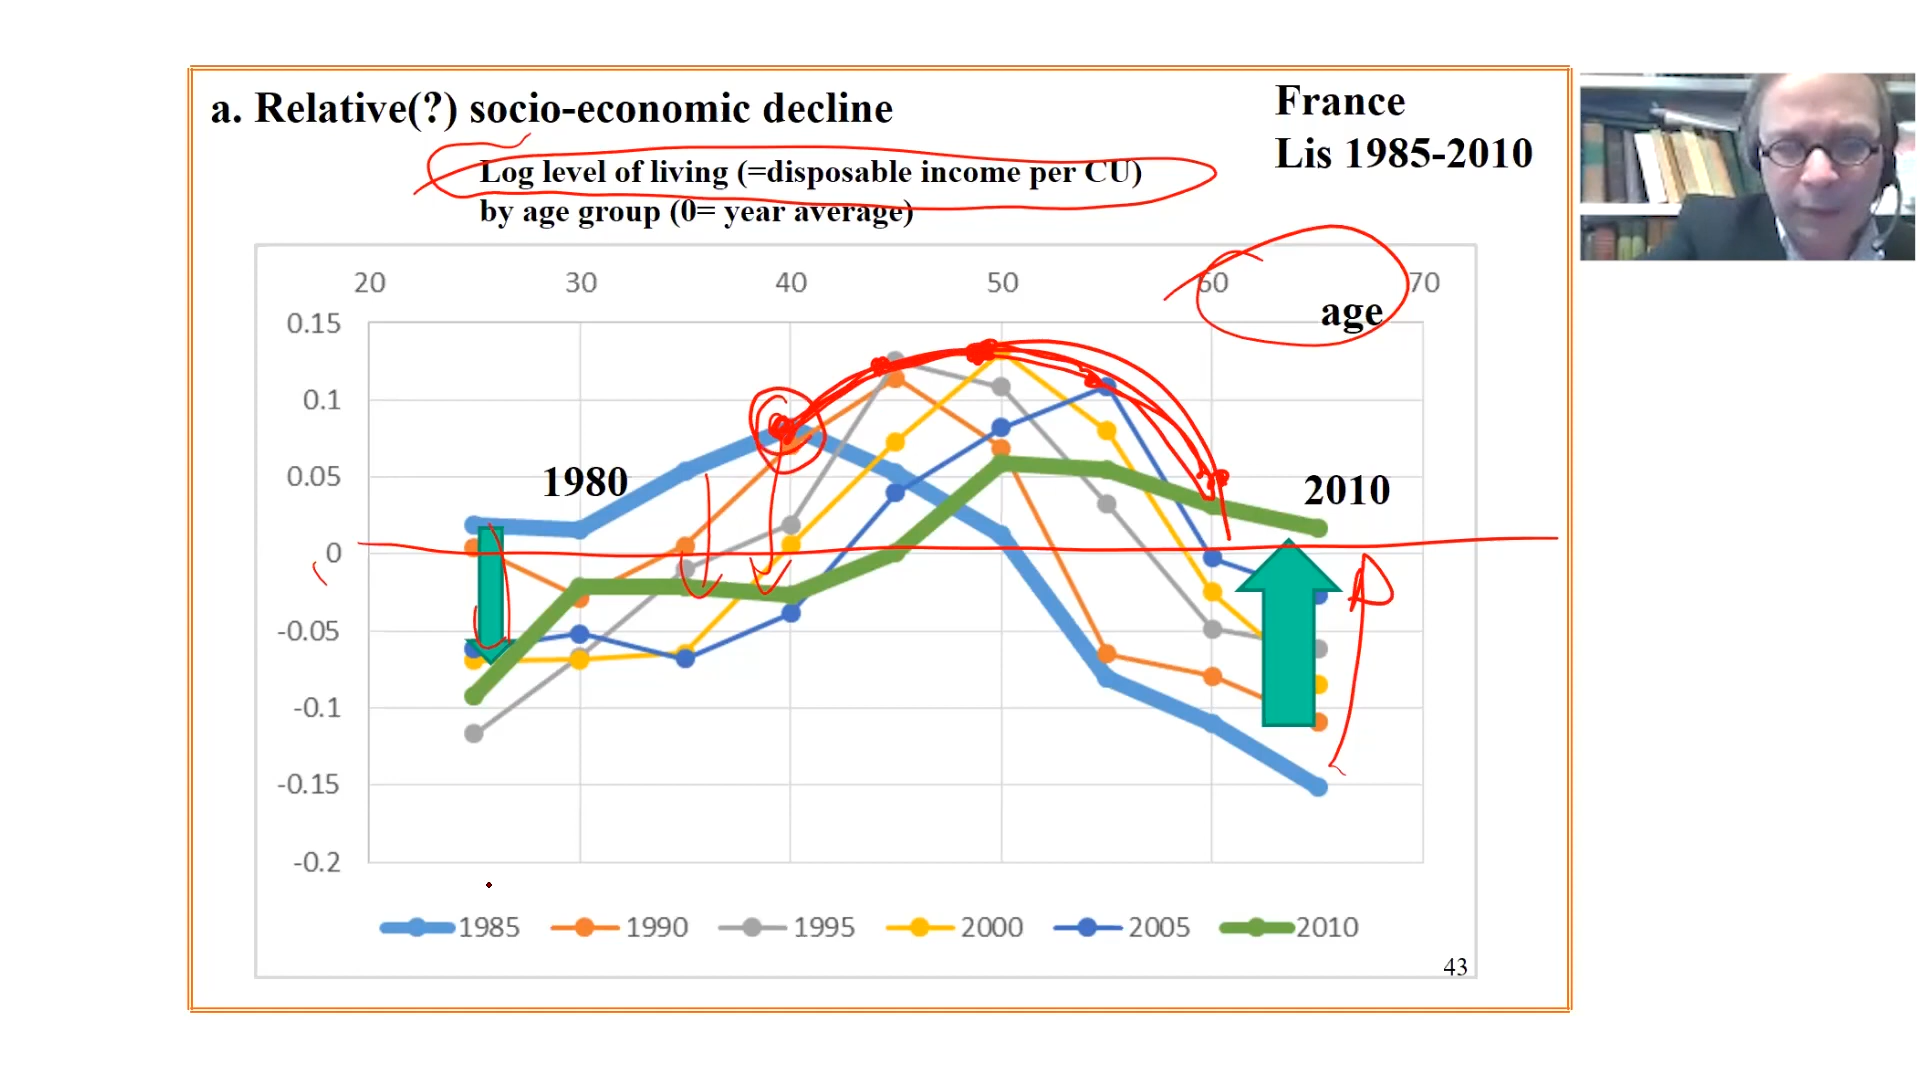 a. Relative(?) socio-economic decline
France
Lis 1985-2010
Log level of living (=disposable income per CU)
by age group (0= year average)
20 30 40 50 60 70
age
0.15
0.1
0.05
0
-0.05
-0.1
-0.15
-0.2
1980
2010
1985 1990 1995 2000 2005 2010
43